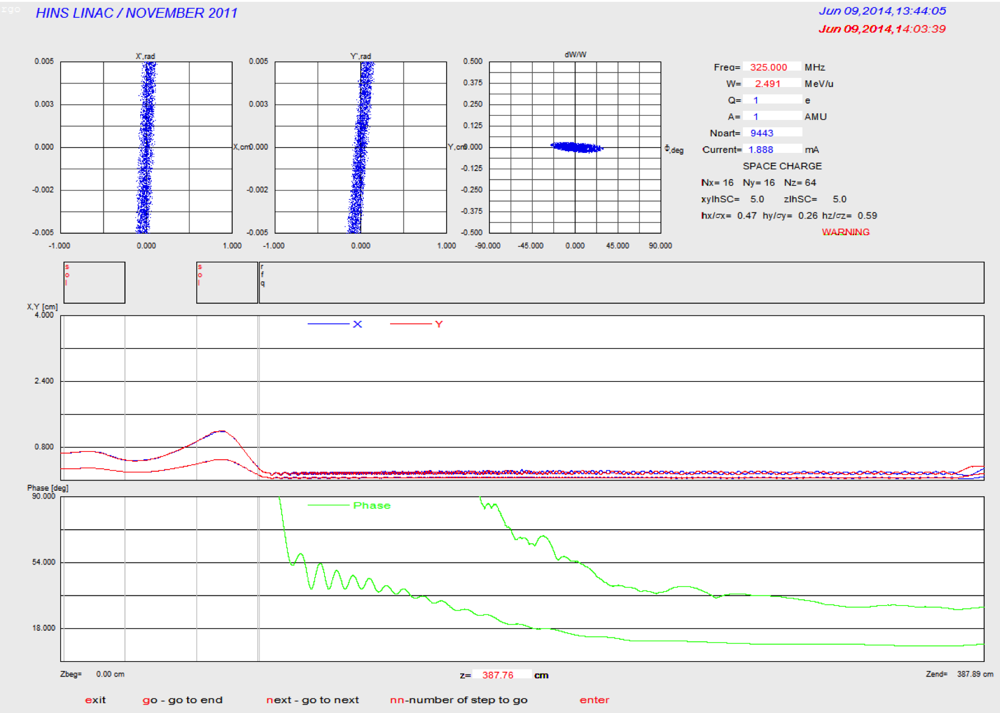 rgo
HINS LINAC / NOVEMBER 2011
Jun 09,2014,13:44:05
Jun 09,2014,14:03:39
X',rad
Y',rad
dW/W
0.005
0.003
0.000
-0.002
-0.005
-1.000 0.000 1.000
X,cm
0.005
0.003
0.000
-0.002
-0.005
-1.000 0.000 1.000
Y,cm
0.500
0.375
0.250
0.125
0.000
-0.125
-0.250
-0.375
-0.500
-90.000 -45.000 0.000 45.000 90.000
Φ,deg
Freq= 325.000 MHz
W= 2.491 MeV/u
Q= 1 e
A= 1 AMU
Npart= 9443
Current= 1.888 mA
SPACE CHARGE
Nx= 16 Ny= 16 Nz= 64
xylhSC= 5.0 zlhSC= 5.0
hx/σx= 0.47 hy/σy= 0.26 hz/σz= 0.59
WARNING
sol
sol
rfq
X,Y [cm]
4.000
2.400
0.800
X Y
Phase [deg]
90.000
54.000
18.000
Phase
Zbeg= 0.00 cm
z= 387.76 cm
Zend= 387.89 cm
exit go - go to end next - go to next nn-number of step to go enter